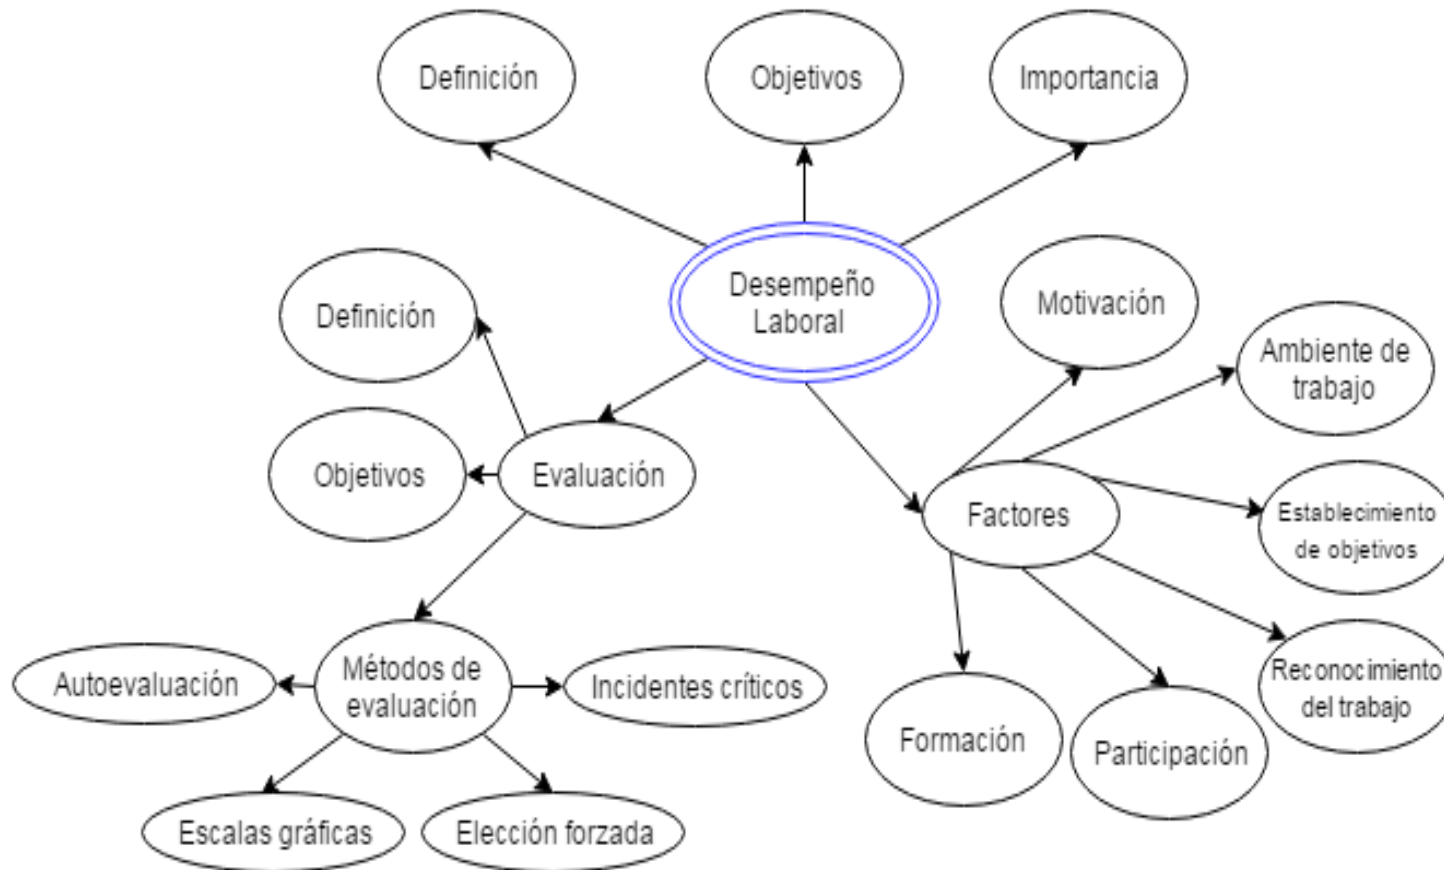 Definición
Objetivos
Importancia
Desempeño
Laboral
Definición
Motivación
Ambiente de
trabajo
Objetivos
Evaluación
Factores
Establecimiento
de objetivos
Métodos de
evaluación
Autoevaluación
Incidentes críticos
Reconocimiento
del trabajo
Formación
Participación
Escalas gráficas
Elección forzada